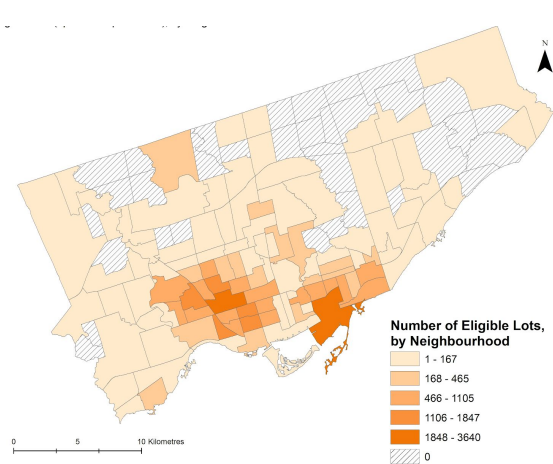 N
Number of Eligible Lots,
by Neighbourhood
1 - 167
168 - 465
466 - 1105
1106 - 1847
1848 - 3640
0
0 5 10 Kilometres